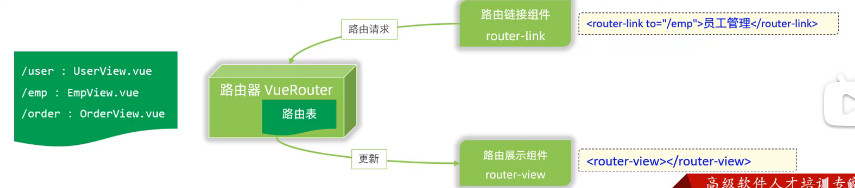 路由链接组件
router-link
<router-link to="/emp">员工管理</router-link>
路由请求
/user : UserView.vue
/emp : EmpView.vue
/order : OrderView.vue
路由器 VueRouter
路由表
更新
路由展示组件
router-view
<router-view></router-view>
高级软件人才培训专